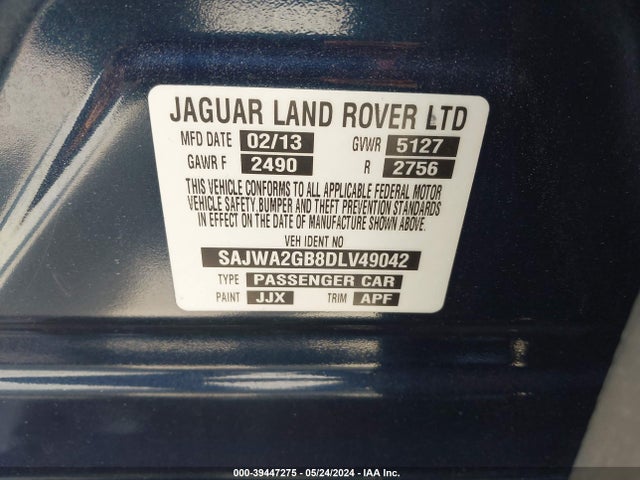 JAGUAR LAND ROVER LTD
MFD DATE 02/13 GVWR 5127
GAWR F 2490 R 2756
THIS VEHICLE CONFORMS TO ALL APPLICABLE FEDERAL MOTOR
VEHICLE SAFETY,BUMPER AND THEFT PREVENTION STANDARDS
IN EFFECT ON THE DATE OF MANUFACTURE SHOWN ABOVE.
VEH IDENT NO
SAJWA2GB8DLV49042
TYPE PASSENGER CAR
PAINT JJX TRIM APF
000-39447275 - 05/24/2024 - IAA Inc.